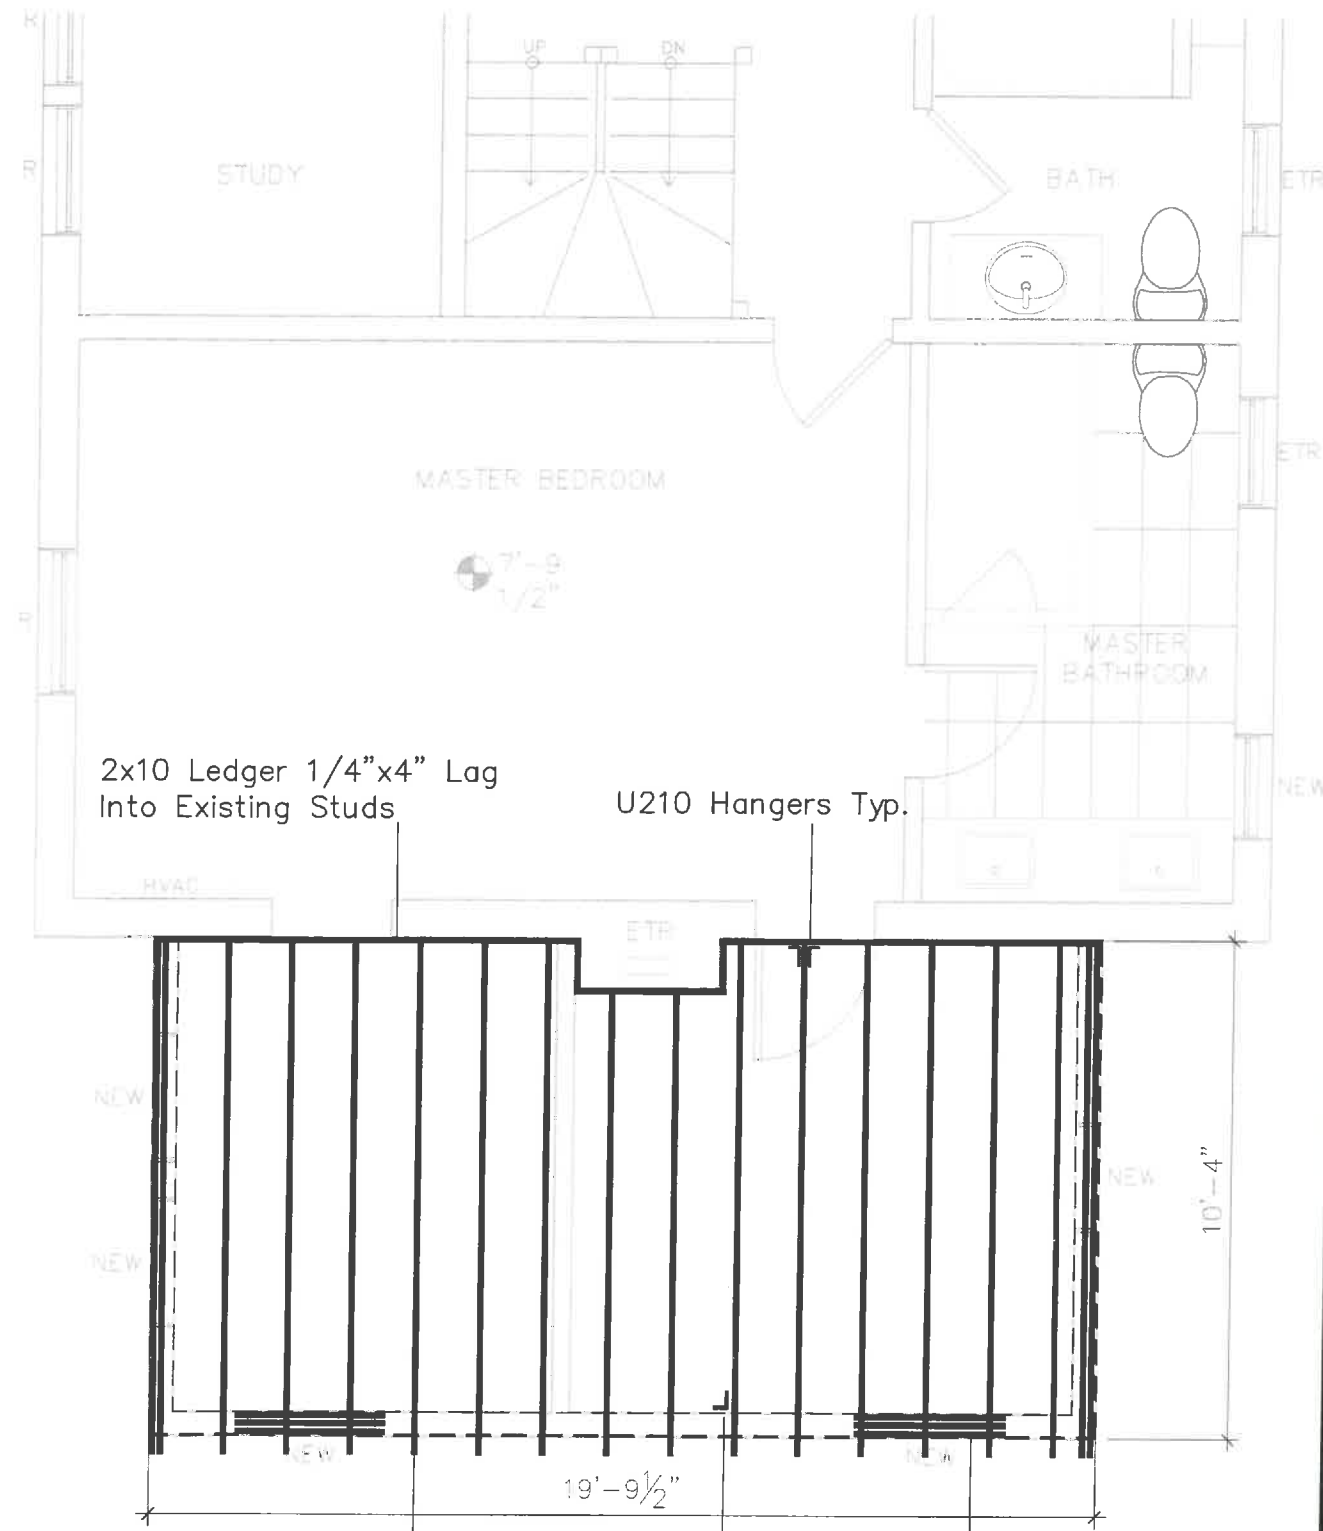 R
UP
DN
STUDY
R
BATH
ETR
MASTER BEDROOM
ETR
7'-9
1/2"
R
MASTER
BATHROOM
2x10 Ledger 1/4"x4" Lag
Into Existing Studs
U210 Hangers Typ.
NEW
HVAC
ETR
NEW
NEW
10'-4"
NEW
NEW
NEW
19'-9½"